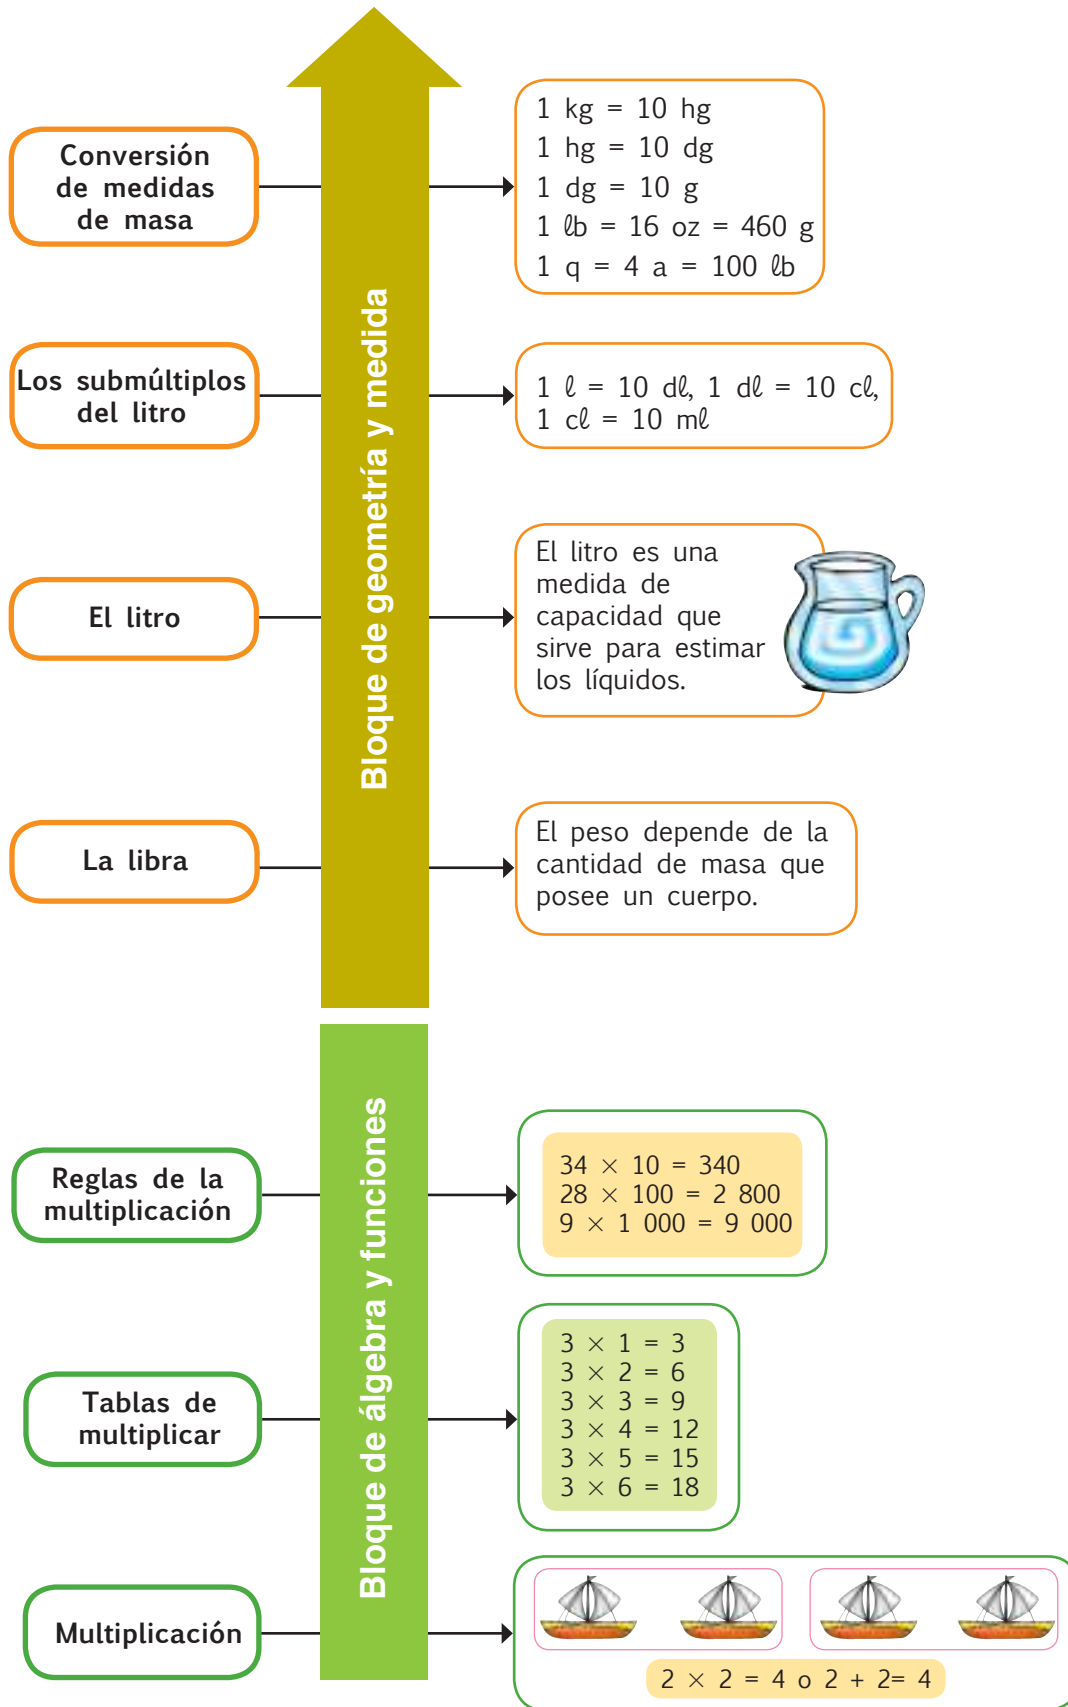 Conversión
de medidas
de masa
1 kg = 10 hg
1 hg = 10 dg
1 dg = 10 g
1 ℓb = 16 oz = 460 g
1 q = 4 a = 100 ℓb
Los submúltiplos
del litro
1 ℓ = 10 dℓ, 1 dℓ = 10 cℓ,
1 cℓ = 10 mℓ
Bloque de geometría y medida
El litro
El litro es una
medida de
capacidad que
sirve para estimar
los líquidos.
La libra
El peso depende de la
cantidad de masa que
posee un cuerpo.
Reglas de la
multiplicación
34 × 10 = 340
28 × 100 = 2 800
9 × 1 000 = 9 000
Bloque de álgebra y funciones
Tablas de
multiplicar
3 × 1 = 3
3 × 2 = 6
3 × 3 = 9
3 × 4 = 12
3 × 5 = 15
3 × 6 = 18
Multiplicación
2 × 2 = 4 o 2 + 2= 4